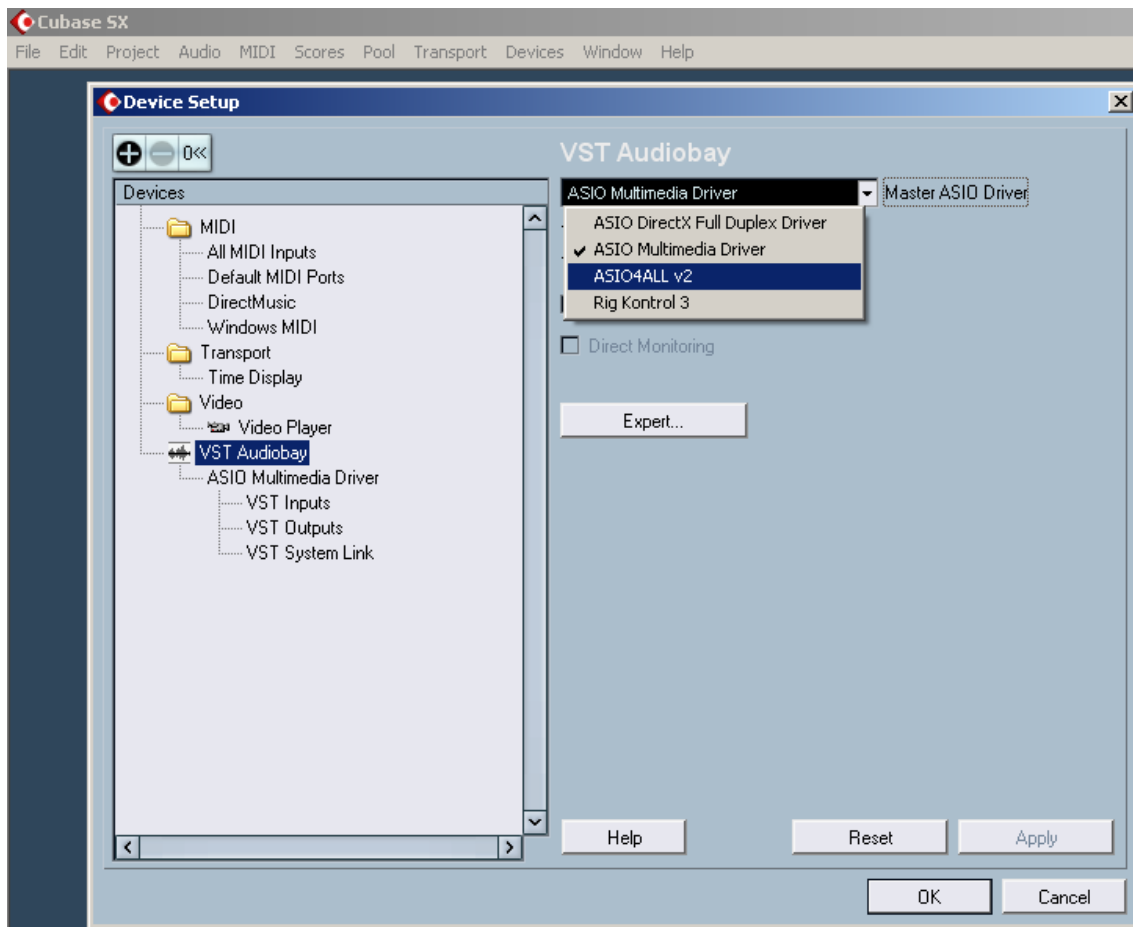 Cubase SX
File Edit Project Audio MIDI Scores Pool Transport Devices Window Help
Device Setup
0<<
VST Audiobay
Devices
ASIO Multimedia Driver
Master ASIO Driver
ASIO DirectX Full Duplex Driver
ASIO Multimedia Driver
ASIO4ALL v2
Rig Kontrol 3
Direct Monitoring
Expert...
MIDI
All MIDI Inputs
Default MIDI Ports
DirectMusic
Windows MIDI
Transport
Time Display
Video
Video Player
VST Audiobay
ASIO Multimedia Driver
VST Inputs
VST Outputs
VST System Link
Help
Reset
Apply
OK
Cancel